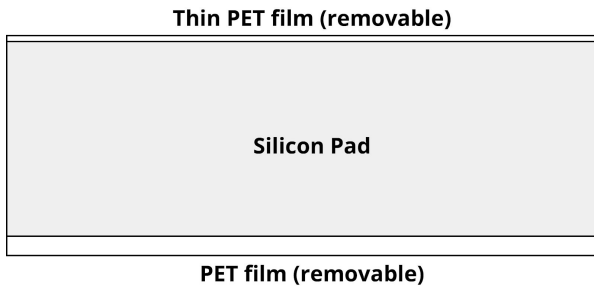 Thin PET film (removable)
Silicon Pad
PET film (removable)